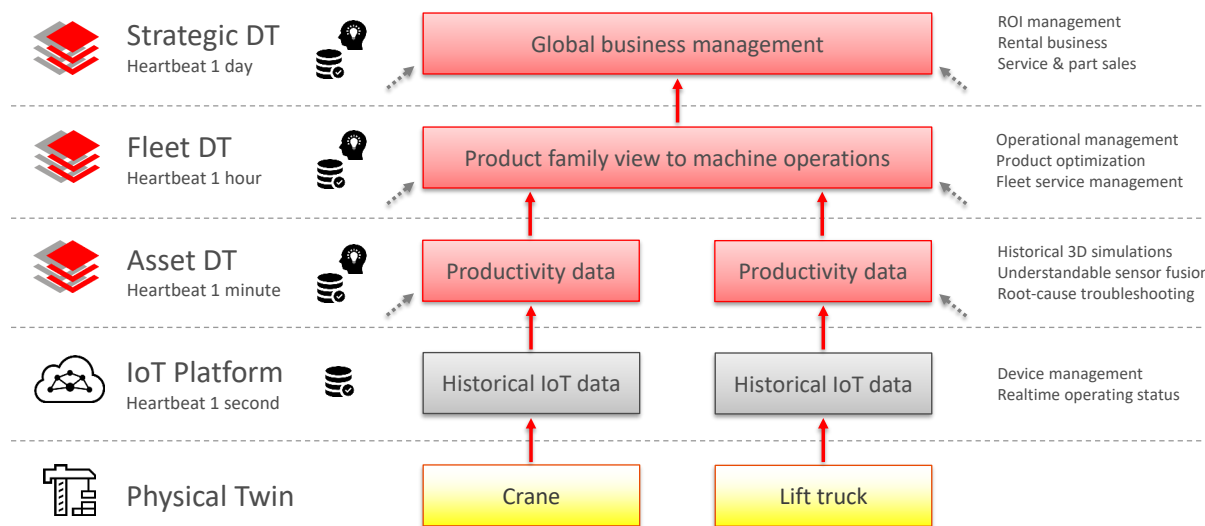 Strategic DT
Heartbeat 1 day
Global business management
ROI management
Rental business
Service & part sales
Fleet DT
Heartbeat 1 hour
Product family view to machine operations
Operational management
Product optimization
Fleet service management
Asset DT
Heartbeat 1 minute
Productivity data
Productivity data
Historical 3D simulations
Understandable sensor fusion
Root-cause troubleshooting
IoT Platform
Heartbeat 1 second
Historical IoT data
Historical IoT data
Device management
Realtime operating status
Physical Twin
Crane
Lift truck